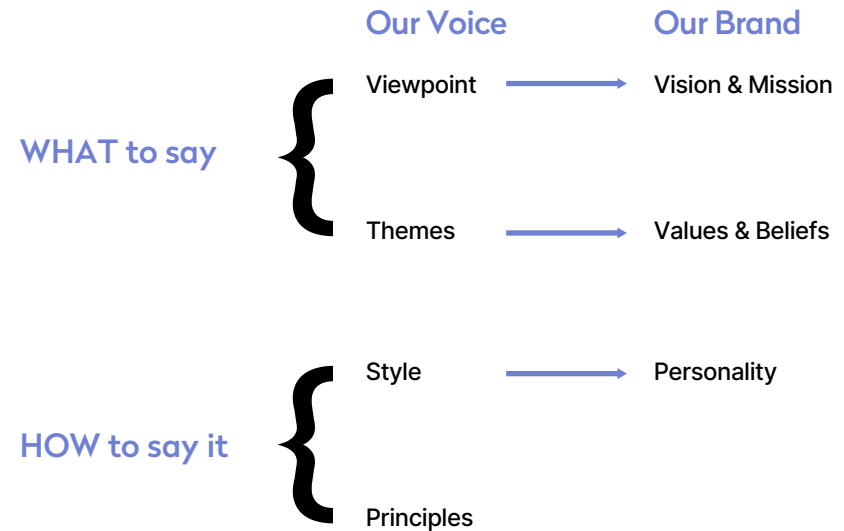 Our Voice Our Brand
Viewpoint Vision & Mission
WHAT to say
Themes Values & Beliefs
Style Personality
HOW to say it
Principles